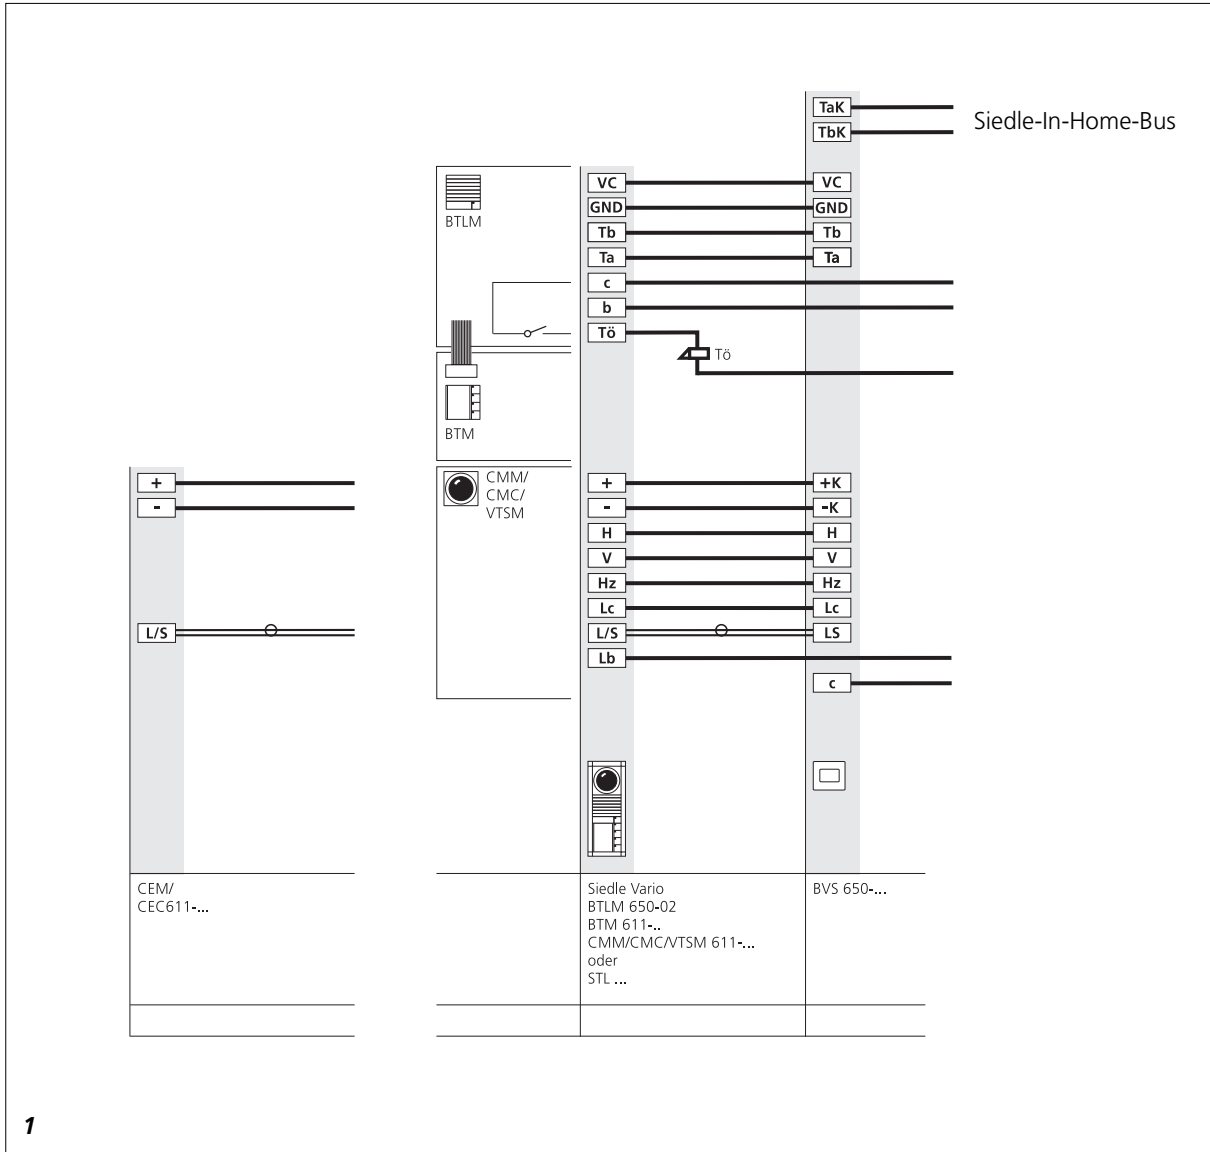 TaK
TbK
Siedle-In-Home-Bus
VC
VC
BTLM
GND
GND
Tb
Tb
Ta
Ta
c
b
Tö
Tö
BTM
+
CMM/
CMC/
VTSM
+
+K
-
-
-K
H
H
V
V
Hz
Hz
Lc
Lc
L/S
L/S
LS
Lb
c
CEM/
CEC611-...
Siedle Vario
BTLM 650-02
BTM 611-..
CMM/CMC/VTSM 611-...
oder
STL ...
BVS 650-...
1